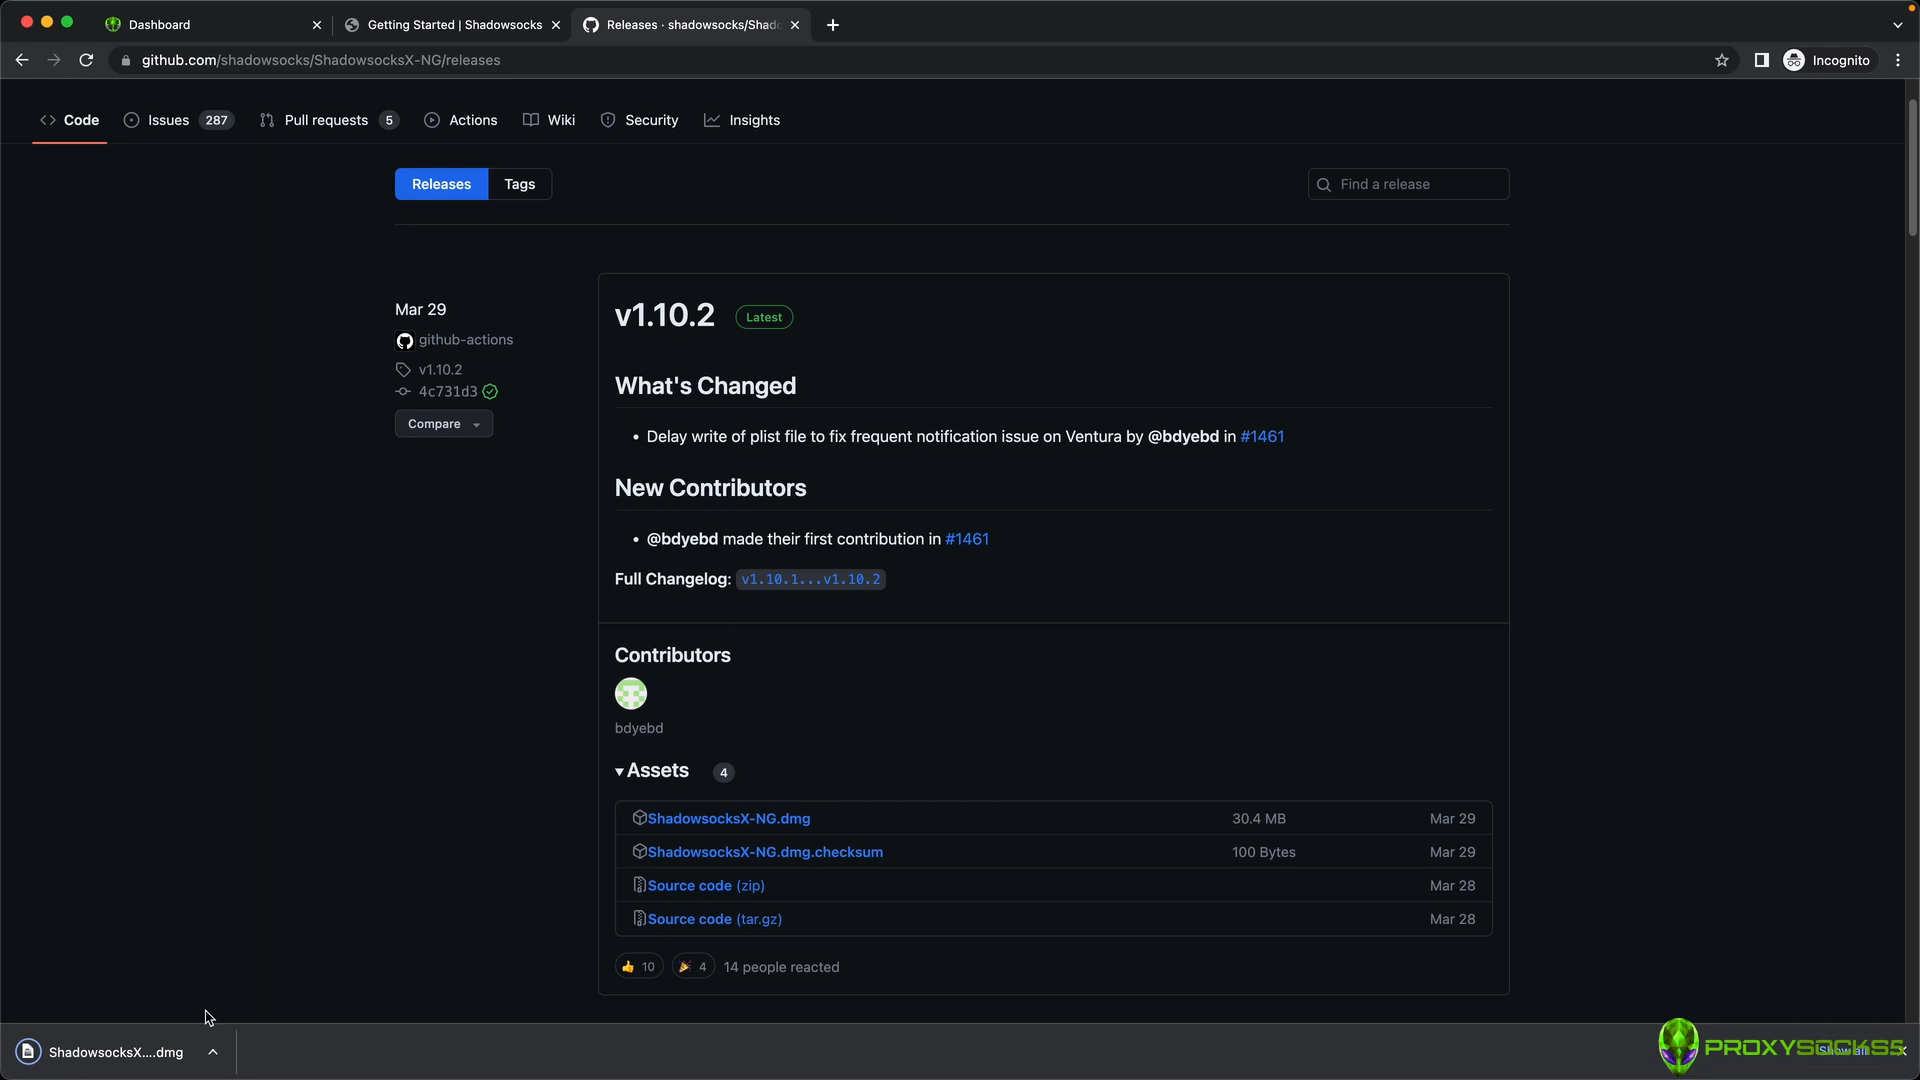 Dashboard
Getting Started | Shadowsocks
Releases · shadowsocks/Shad
github.com/shadowsocks/ShadowsocksX-NG/releases
Incognito
Code
Issues 287
Pull requests 5
Actions
Wiki
Security
Insights
Releases
Tags
Find a release
Mar 29
github-actions
v1.10.2
4c731d3
Compare
v1.10.2 Latest
What's Changed
• Delay write of plist file to fix frequent notification issue on Ventura by @bdyebd in #1461
New Contributors
• @bdyebd made their first contribution in #1461
Full Changelog: v1.10.1...v1.10.2
Contributors
bdyebd
Assets 4
ShadowsocksX-NG.dmg 30.4 MB Mar 29
ShadowsocksX-NG.dmg.checksum 100 Bytes Mar 29
Source code (zip) Mar 28
Source code (tar.gz) Mar 28
10 4 14 people reacted
ShadowsocksX....dmg
Show all
PROXYSOCKS5